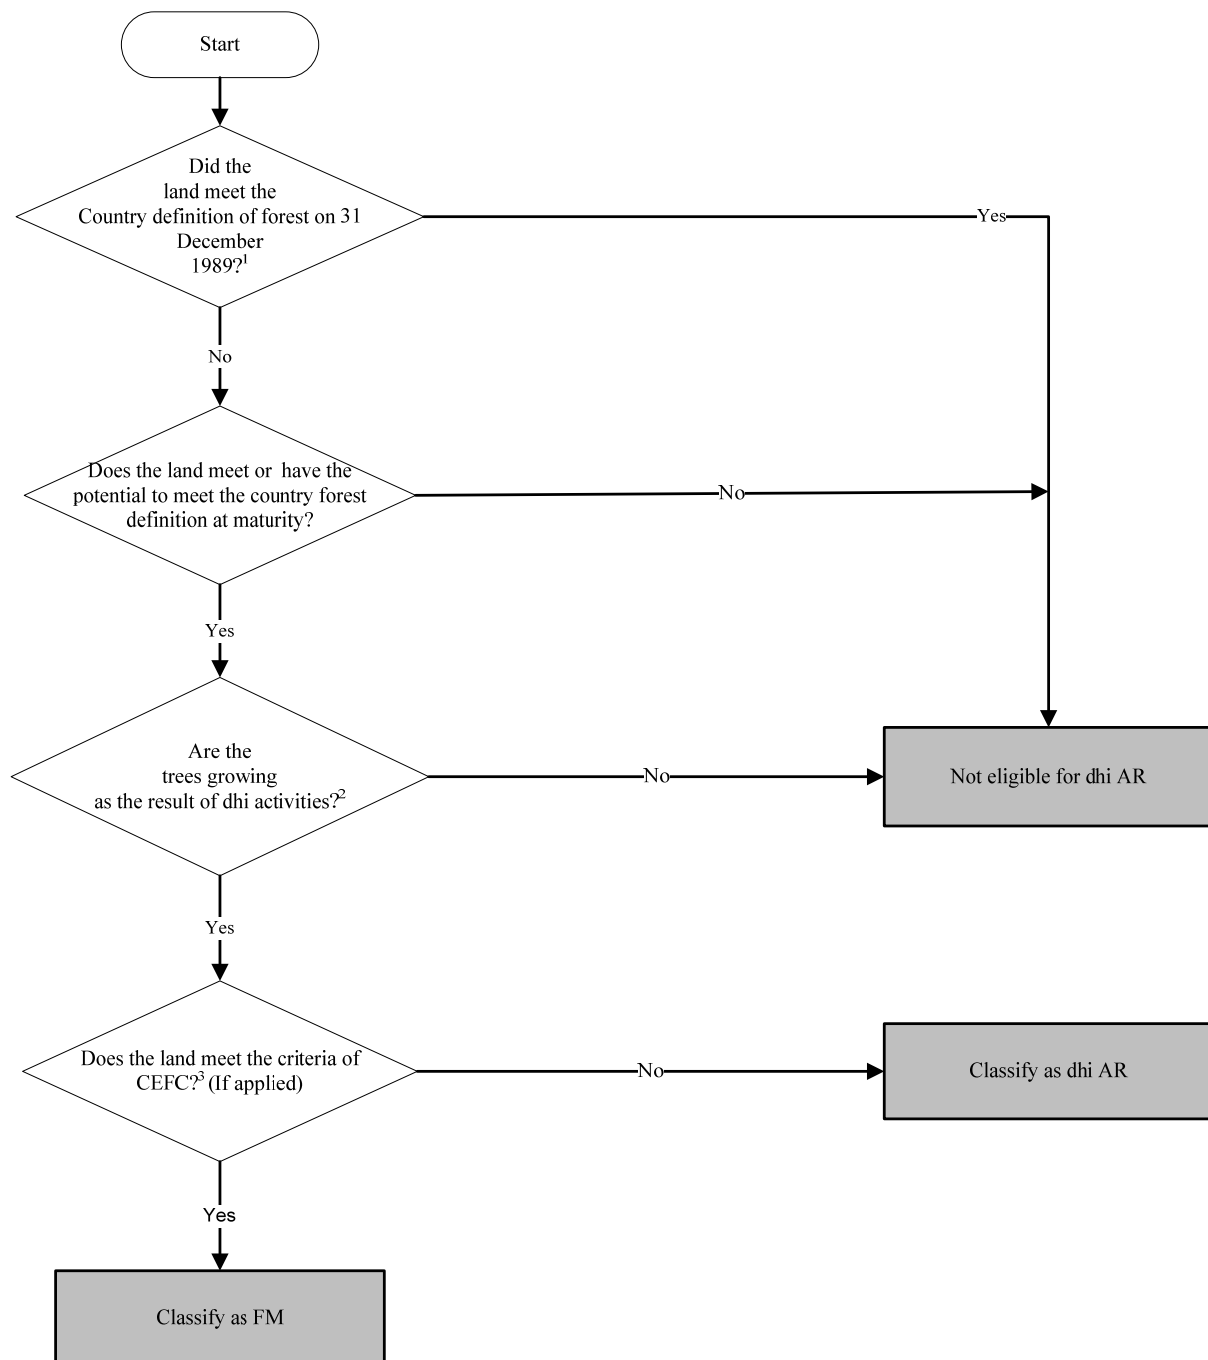 Start
Did the
land meet the
Country definition of forest on 31
December
1989?¹
Yes
No
Does the land meet or have the
potential to meet the country forest
definition at maturity?
No
Yes
Are the
trees growing
as the result of dhi activities?²
No
Not eligible for dhi AR
Yes
Does the land meet the criteria of
CEFC?³ (If applied)
No
Classify as dhi AR
Yes
Classify as FM